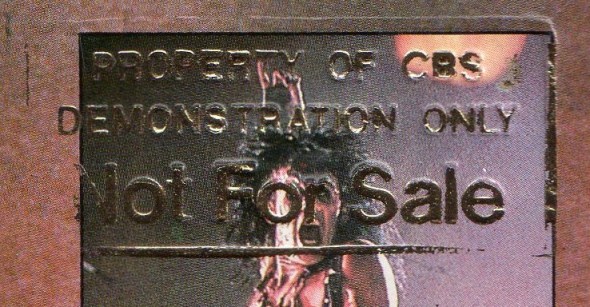 PROPERTY OF CBS
DEMONSTRATION ONLY
Not For Sale